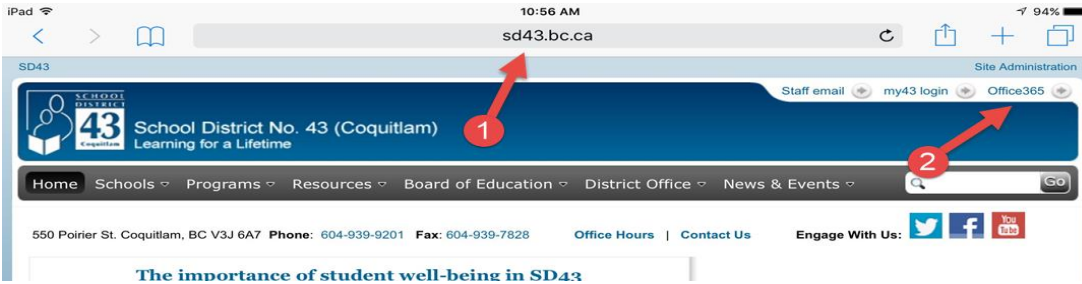 iPad 10:56 AM 94%
sd43.bc.ca
SD43 Site Administration
Staff email my43 login Office365
SCHOOL
DISTRICT
43
Coquitlam
School District No. 43 (Coquitlam)
Learning for a Lifetime
1
2
Home Schools Programs Resources Board of Education District Office News & Events Go
550 Poirier St. Coquitlam, BC V3J 6A7 Phone: 604-939-9201 Fax: 604-939-7828 Office Hours | Contact Us Engage With Us:
You
Tube
The importance of student well-being in SD43